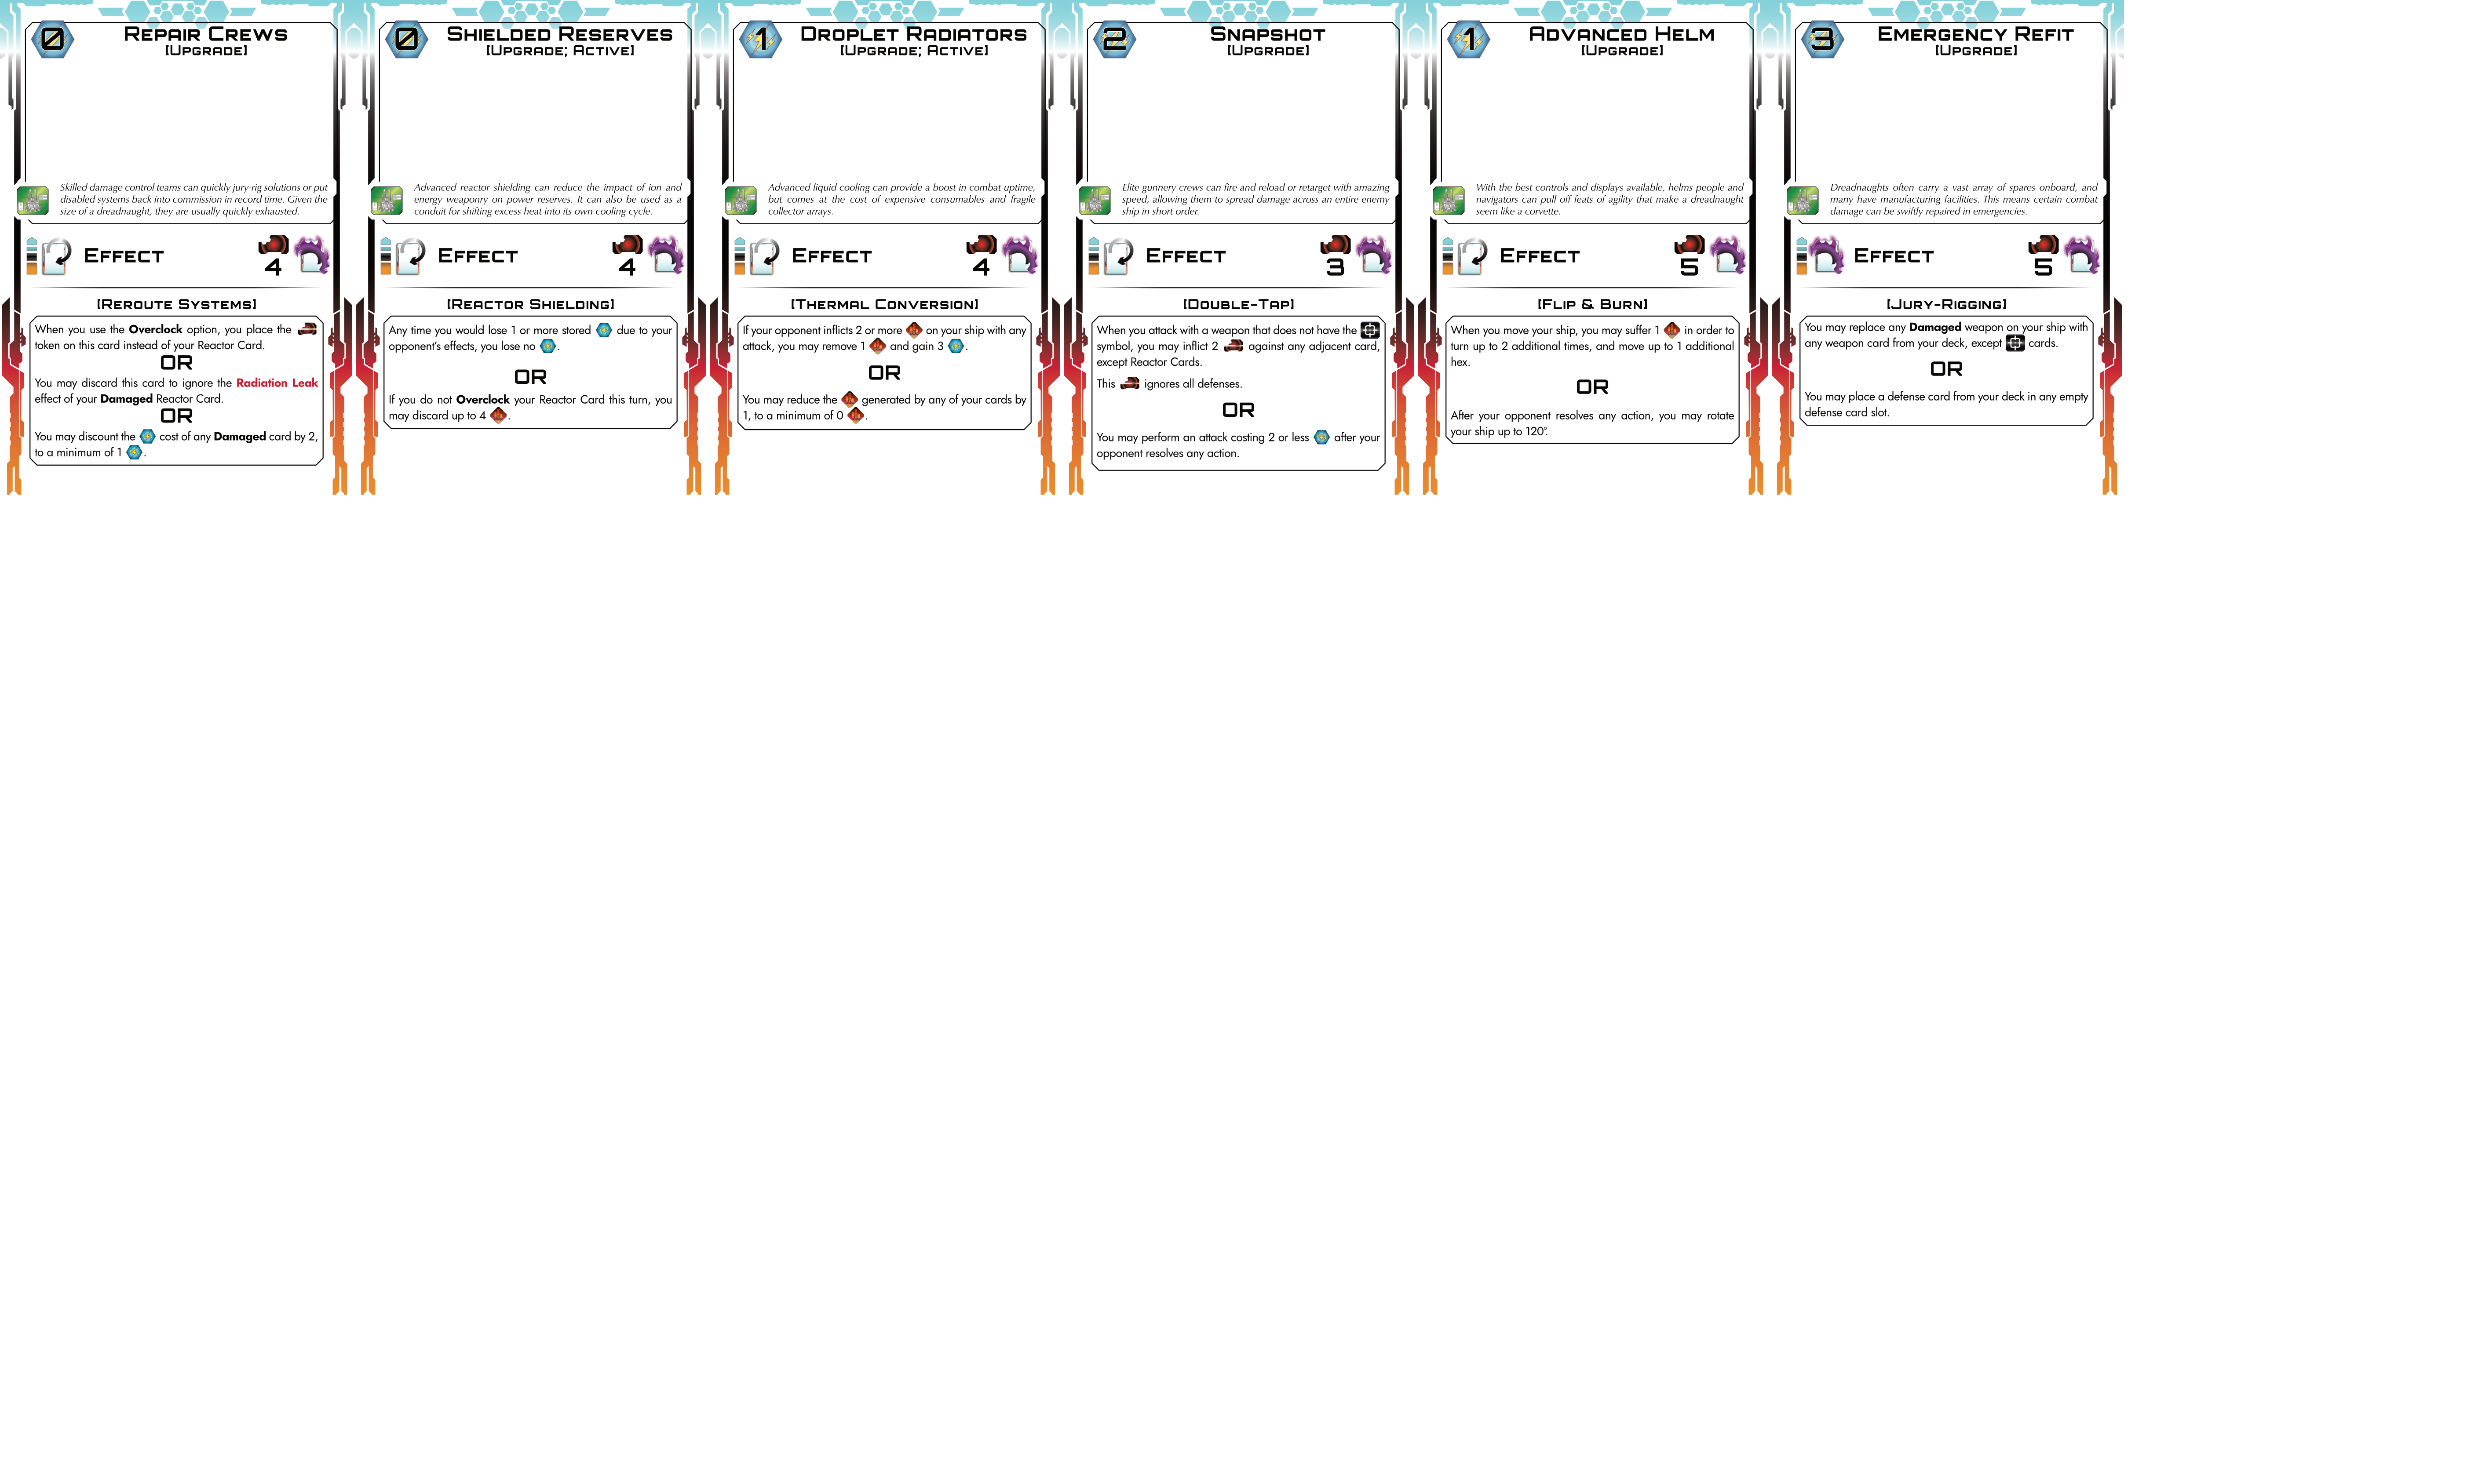 0
REPAIR CREWS
[UPGRADE]
Skilled damage control teams can quickly jury-rig solutions or put
disabled systems back into commission in record time. Given the
size of a dreadnaught, they are usually quickly exhausted.
EFFECT
4
[REROUTE SYSTEMS]
When you use the Overclock option, you place the
token on this card instead of your Reactor Card.
OR
You may discard this card to ignore the Radiation Leak
effect of your Damaged Reactor Card.
OR
You may discount the cost of any Damaged card by 2,
to a minimum of 1 .
0
SHIELDED RESERVES
[UPGRADE; ACTIVE]
Advanced reactor shielding can reduce the impact of ion and
energy weaponry on power reserves. It can also be used as a
conduit for shifting excess heat into its own cooling cycle.
EFFECT
4
[REACTOR SHIELDING]
Any time you would lose 1 or more stored due to your
opponent's effects, you lose no .
OR
If you do not Overclock your Reactor Card this turn, you
may discard up to 4 .
1
DROPLET RADIATORS
[UPGRADE; ACTIVE]
Advanced liquid cooling can provide a boost in combat uptime,
but comes at the cost of expensive consumables and fragile
collector arrays.
EFFECT
4
[THERMAL CONVERSION]
If your opponent inflicts 2 or more on your ship with any
attack, you may remove 1 and gain 3 .
OR
You may reduce the generated by any of your cards by
1, to a minimum of 0 .
2
SNAPSHOT
[UPGRADE]
Elite gunnery crews can fire and reload or retarget with amazing
speed, allowing them to spread damage across an entire enemy
ship in short order.
EFFECT
3
[DOUBLE-TAP]
When you attack with a weapon that does not have the
symbol, you may inflict 2 against any adjacent card,
except Reactor Cards.
This ignores all defenses.
OR
You may perform an attack costing 2 or less after your
opponent resolves any action.
1
ADVANCED HELM
[UPGRADE]
With the best controls and displays available, helms people and
navigators can pull off feats of agility that make a dreadnaught
seem like a corvette.
EFFECT
5
[FLIP & BURN]
When you move your ship, you may suffer 1 in order to
turn up to 2 additional times, and move up to 1 additional
hex.
OR
After your opponent resolves any action, you may rotate
your ship up to 120°.
3
EMERGENCY REFIT
[UPGRADE]
Dreadnaughts often carry a vast array of spares onboard, and
many have manufacturing facilities. This means certain combat
damage can be swiftly repaired in emergencies.
EFFECT
5
[JURY-RIGGING]
You may replace any Damaged weapon on your ship with
any weapon card from your deck, except cards.
OR
You may place a defense card from your deck in any empty
defense card slot.